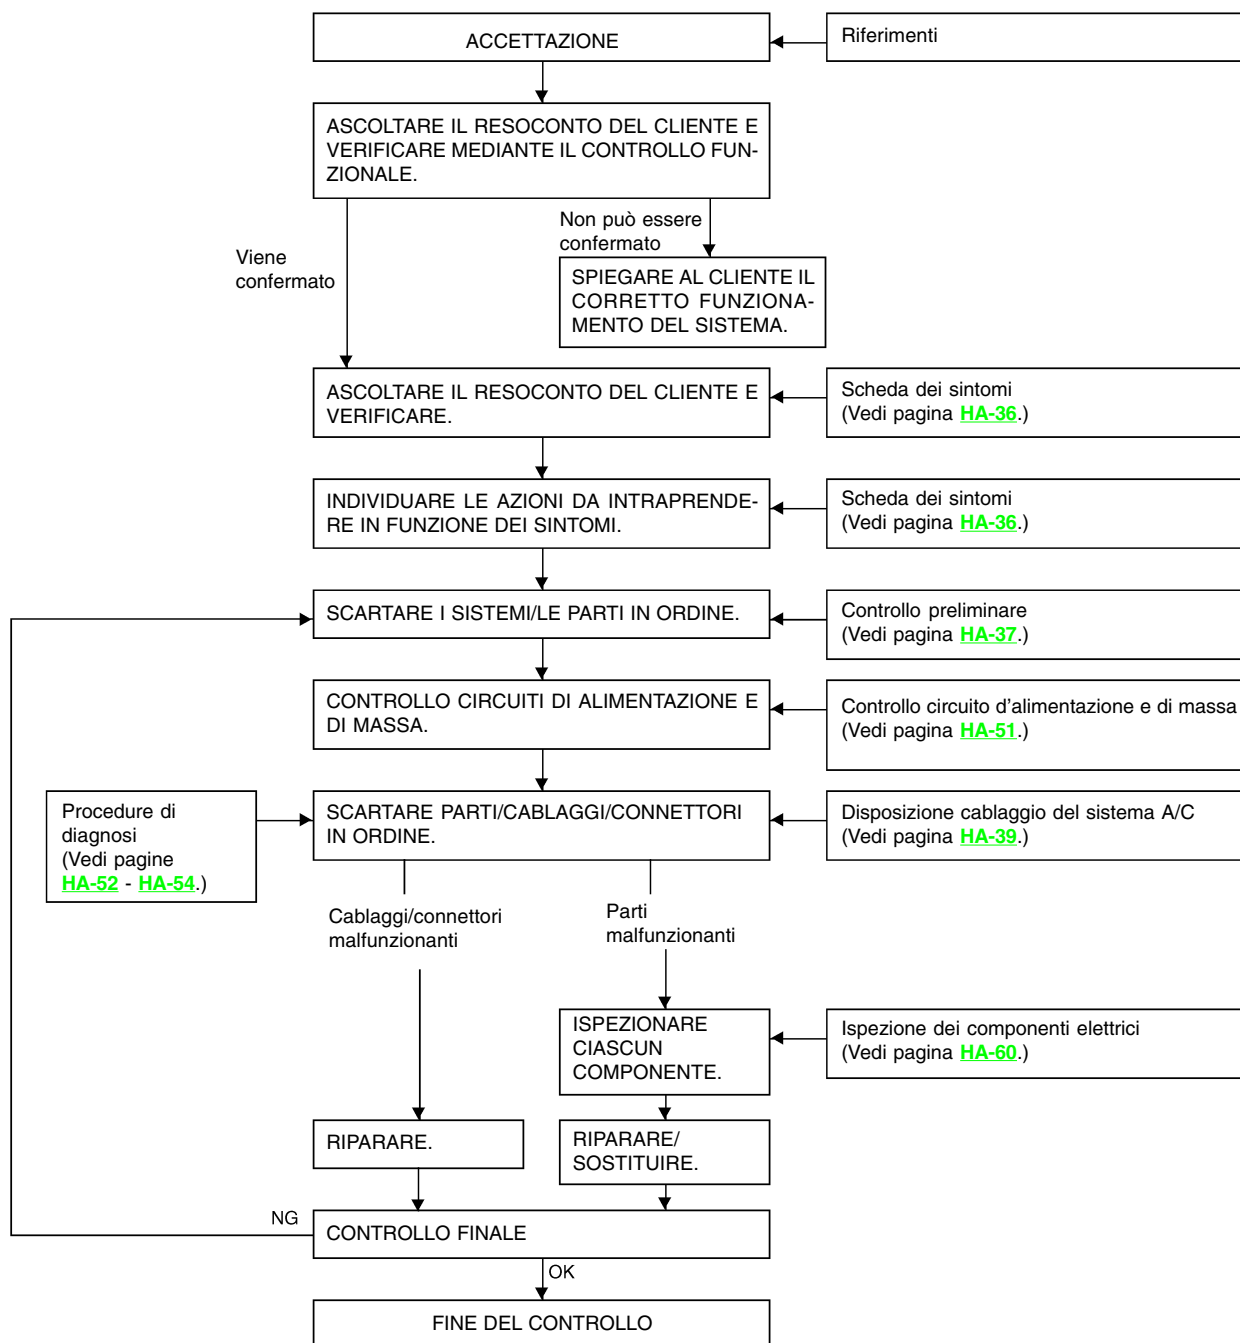 ACCETTAZIONE
Riferimenti
ASCOLTARE IL RESOCONTO DEL CLIENTE E
VERIFICARE MEDIANTE IL CONTROLLO FUN-
ZIONALE.
Viene
confermato
Non può essere
confermato
SPIEGARE AL CLIENTE IL
CORRETTO FUNZIONA-
MENTO DEL SISTEMA.
ASCOLTARE IL RESOCONTO DEL CLIENTE E
VERIFICARE.
Scheda dei sintomi
(Vedi pagina HA-36.)
INDIVIDUARE LE AZIONI DA INTRAPRENDE-
RE IN FUNZIONE DEI SINTOMI.
Scheda dei sintomi
(Vedi pagina HA-36.)
SCARTARE I SISTEMI/LE PARTI IN ORDINE.
Controllo preliminare
(Vedi pagina HA-37.)
CONTROLLO CIRCUITI DI ALIMENTAZIONE E
DI MASSA.
Controllo circuito d'alimentazione e di massa
(Vedi pagina HA-51.)
Procedure di
diagnosi
(Vedi pagine
HA-52 - HA-54.)
SCARTARE PARTI/CABLAGGI/CONNETTORI
IN ORDINE.
Disposizione cablaggio del sistema A/C
(Vedi pagina HA-39.)
Cablaggi/connettori
malfunzionanti
Parti
malfunzionanti
ISPEZIONARE
CIASCUN
COMPONENTE.
Ispezione dei componenti elettrici
(Vedi pagina HA-60.)
RIPARARE.
RIPARARE/
SOSTITUIRE.
NG
CONTROLLO FINALE
OK
FINE DEL CONTROLLO